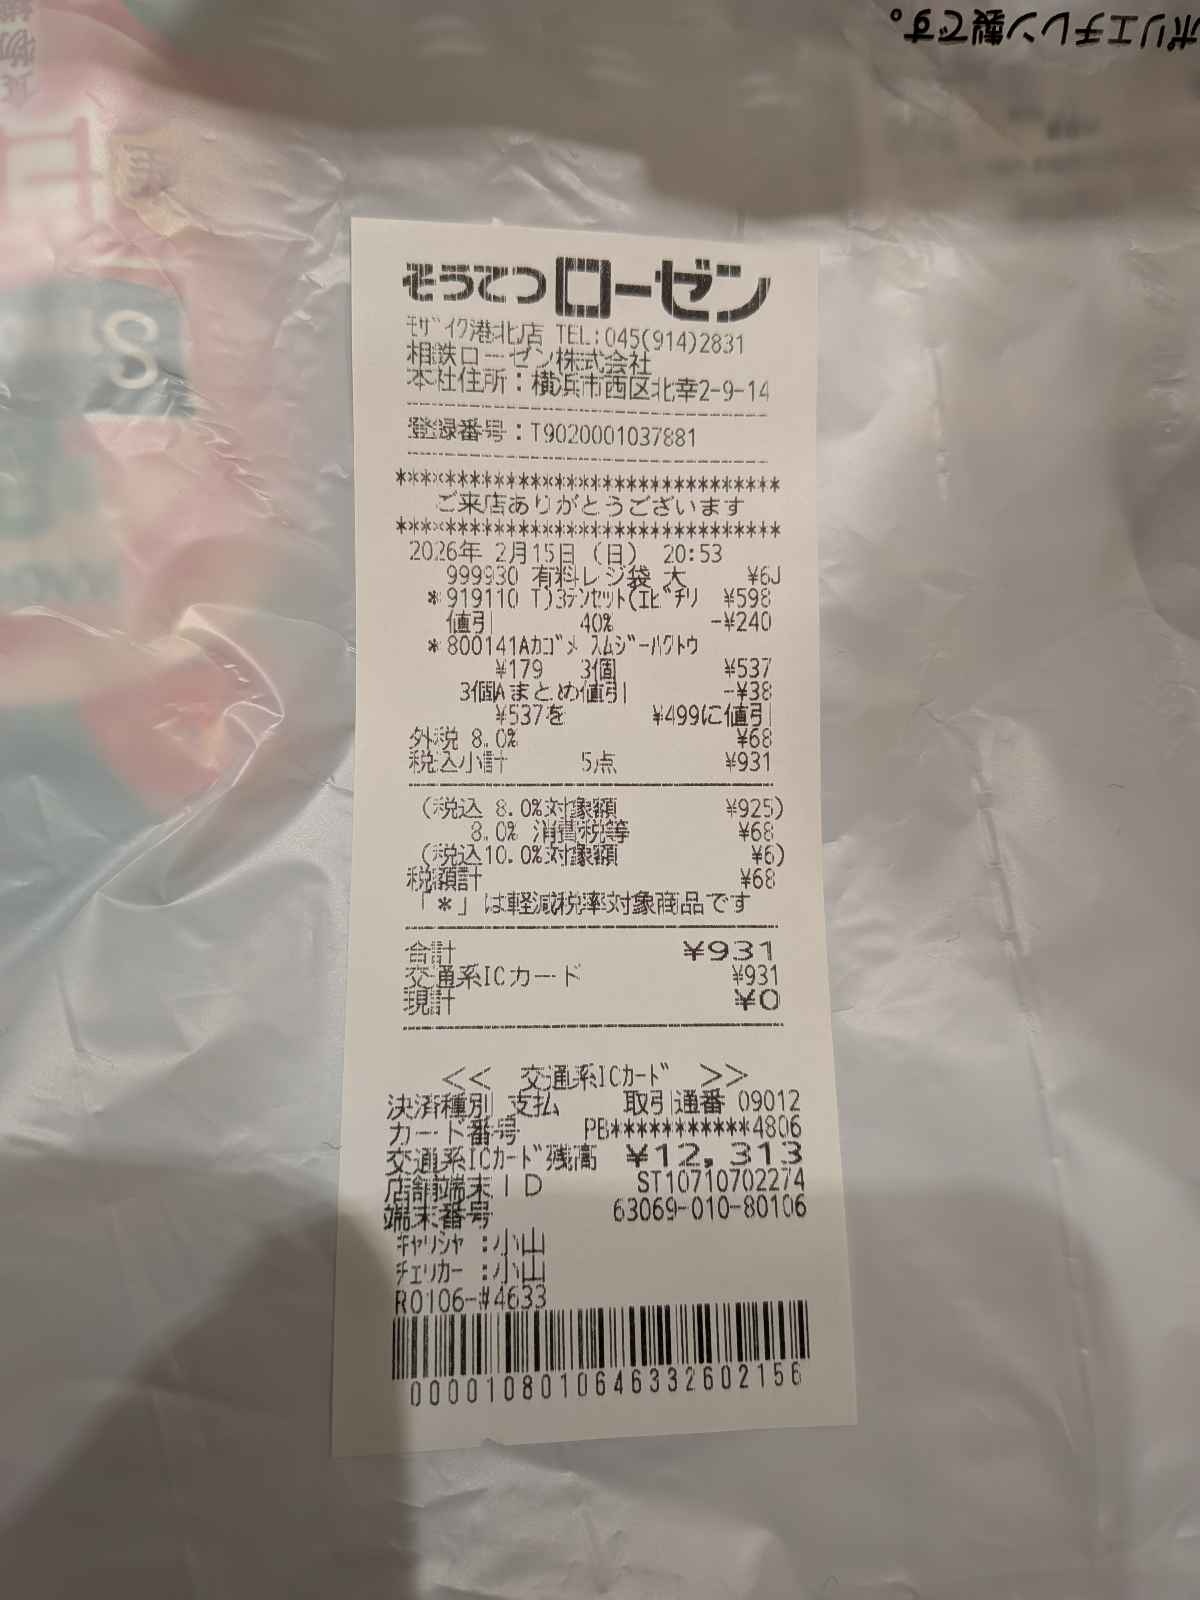 ポリエチレン製です。
S
そうてつローゼン
ﾓｻﾞｲｸ港北店 TEL:045(914)2831
相鉄ローゼン株式会社
本社住所：横浜市西区北幸2-9-14
登録番号：T9020001037881
********************************
ご来店ありがとうございます
********************************
2026年 2月15日（日） 20:53
999930 有料レジ袋 大 ¥6J
*919110 T)3ﾃﾝｾｯﾄ(ｴﾋﾞﾁﾘ ¥598
値引 40% -¥240
*800141Aｶｺﾞﾒ ｽﾑｼﾞｰﾊｸﾄｳ
¥179 3個 ¥537
3個Aまとめ値引 -¥38
¥537を ¥499に値引
外税 8.0% ¥68
税込小計 5点 ¥931
(税込 8.0%対象額 ¥925)
8.0% 消費税等 ¥68
(税込10.0%対象額 ¥6)
税額計 ¥68
「*」は軽減税率対象商品です
合計 ¥931
交通系ICカード ¥931
現計 ¥0
<< 交通系ICｶｰﾄﾞ >>
決済種別 支払 取引通番 09012
カード番号 PB***********4806
交通系ICｶｰﾄﾞ残高 ¥12,313
店舗端末ＩＤ ST10710702274
端末番号 63069-010-80106
ｷｬﾘｼﾔ :小山
ﾁｪﾘｶｰ :小山
R0106-#4633
0000108010646332602156